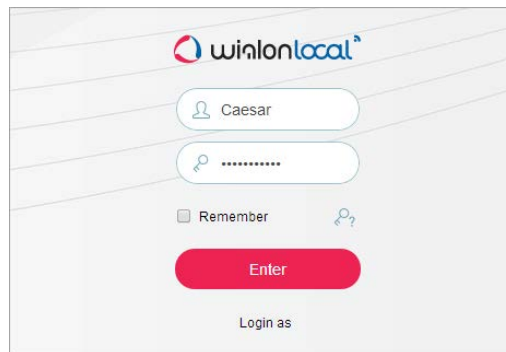 wialonlocal
Caesar
•••••••••••
Remember
?
Enter
Login as